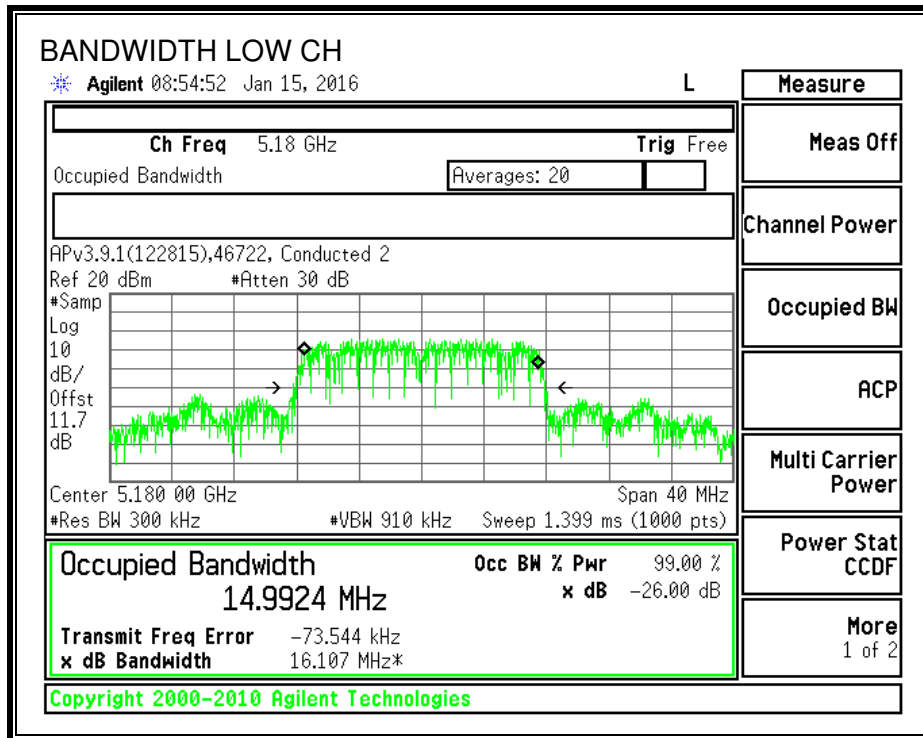 BANDWIDTH LOW CH
Agilent 08:54:52 Jan 15, 2016 L
Measure
Ch Freq 5.18 GHz Trig Free
Meas Off
Occupied Bandwidth Averages: 20
Channel Power
APv3.9.1(122815),46722, Conducted 2
Ref 20 dBm #Atten 30 dB
#Samp
Log
10
dB/
Offst
11.7
dB
Occupied BW
ACP
Center 5.180 00 GHz Span 40 MHz
#Res BW 300 kHz #VBW 910 kHz Sweep 1.399 ms (1000 pts)
Multi Carrier
Power
Occupied Bandwidth Occ BW % Pwr 99.00 %
14.9924 MHz x dB -26.00 dB
Power Stat
CCDF
Transmit Freq Error -73.544 kHz
x dB Bandwidth 16.107 MHz*
More
1 of 2
Copyright 2000-2010 Agilent Technologies